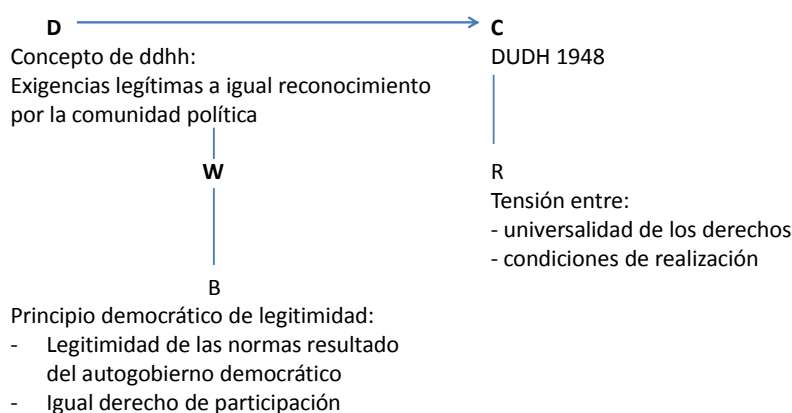 D
Concepto de ddhh:
Exigencias legítimas a igual reconocimiento
por la comunidad política
C
DUDH 1948
W
R
Tensión entre:
- universalidad de los derechos
- condiciones de realización
B
Principio democrático de legitimidad:
- Legitimidad de las normas resultado
del autogobierno democrático
- Igual derecho de participación